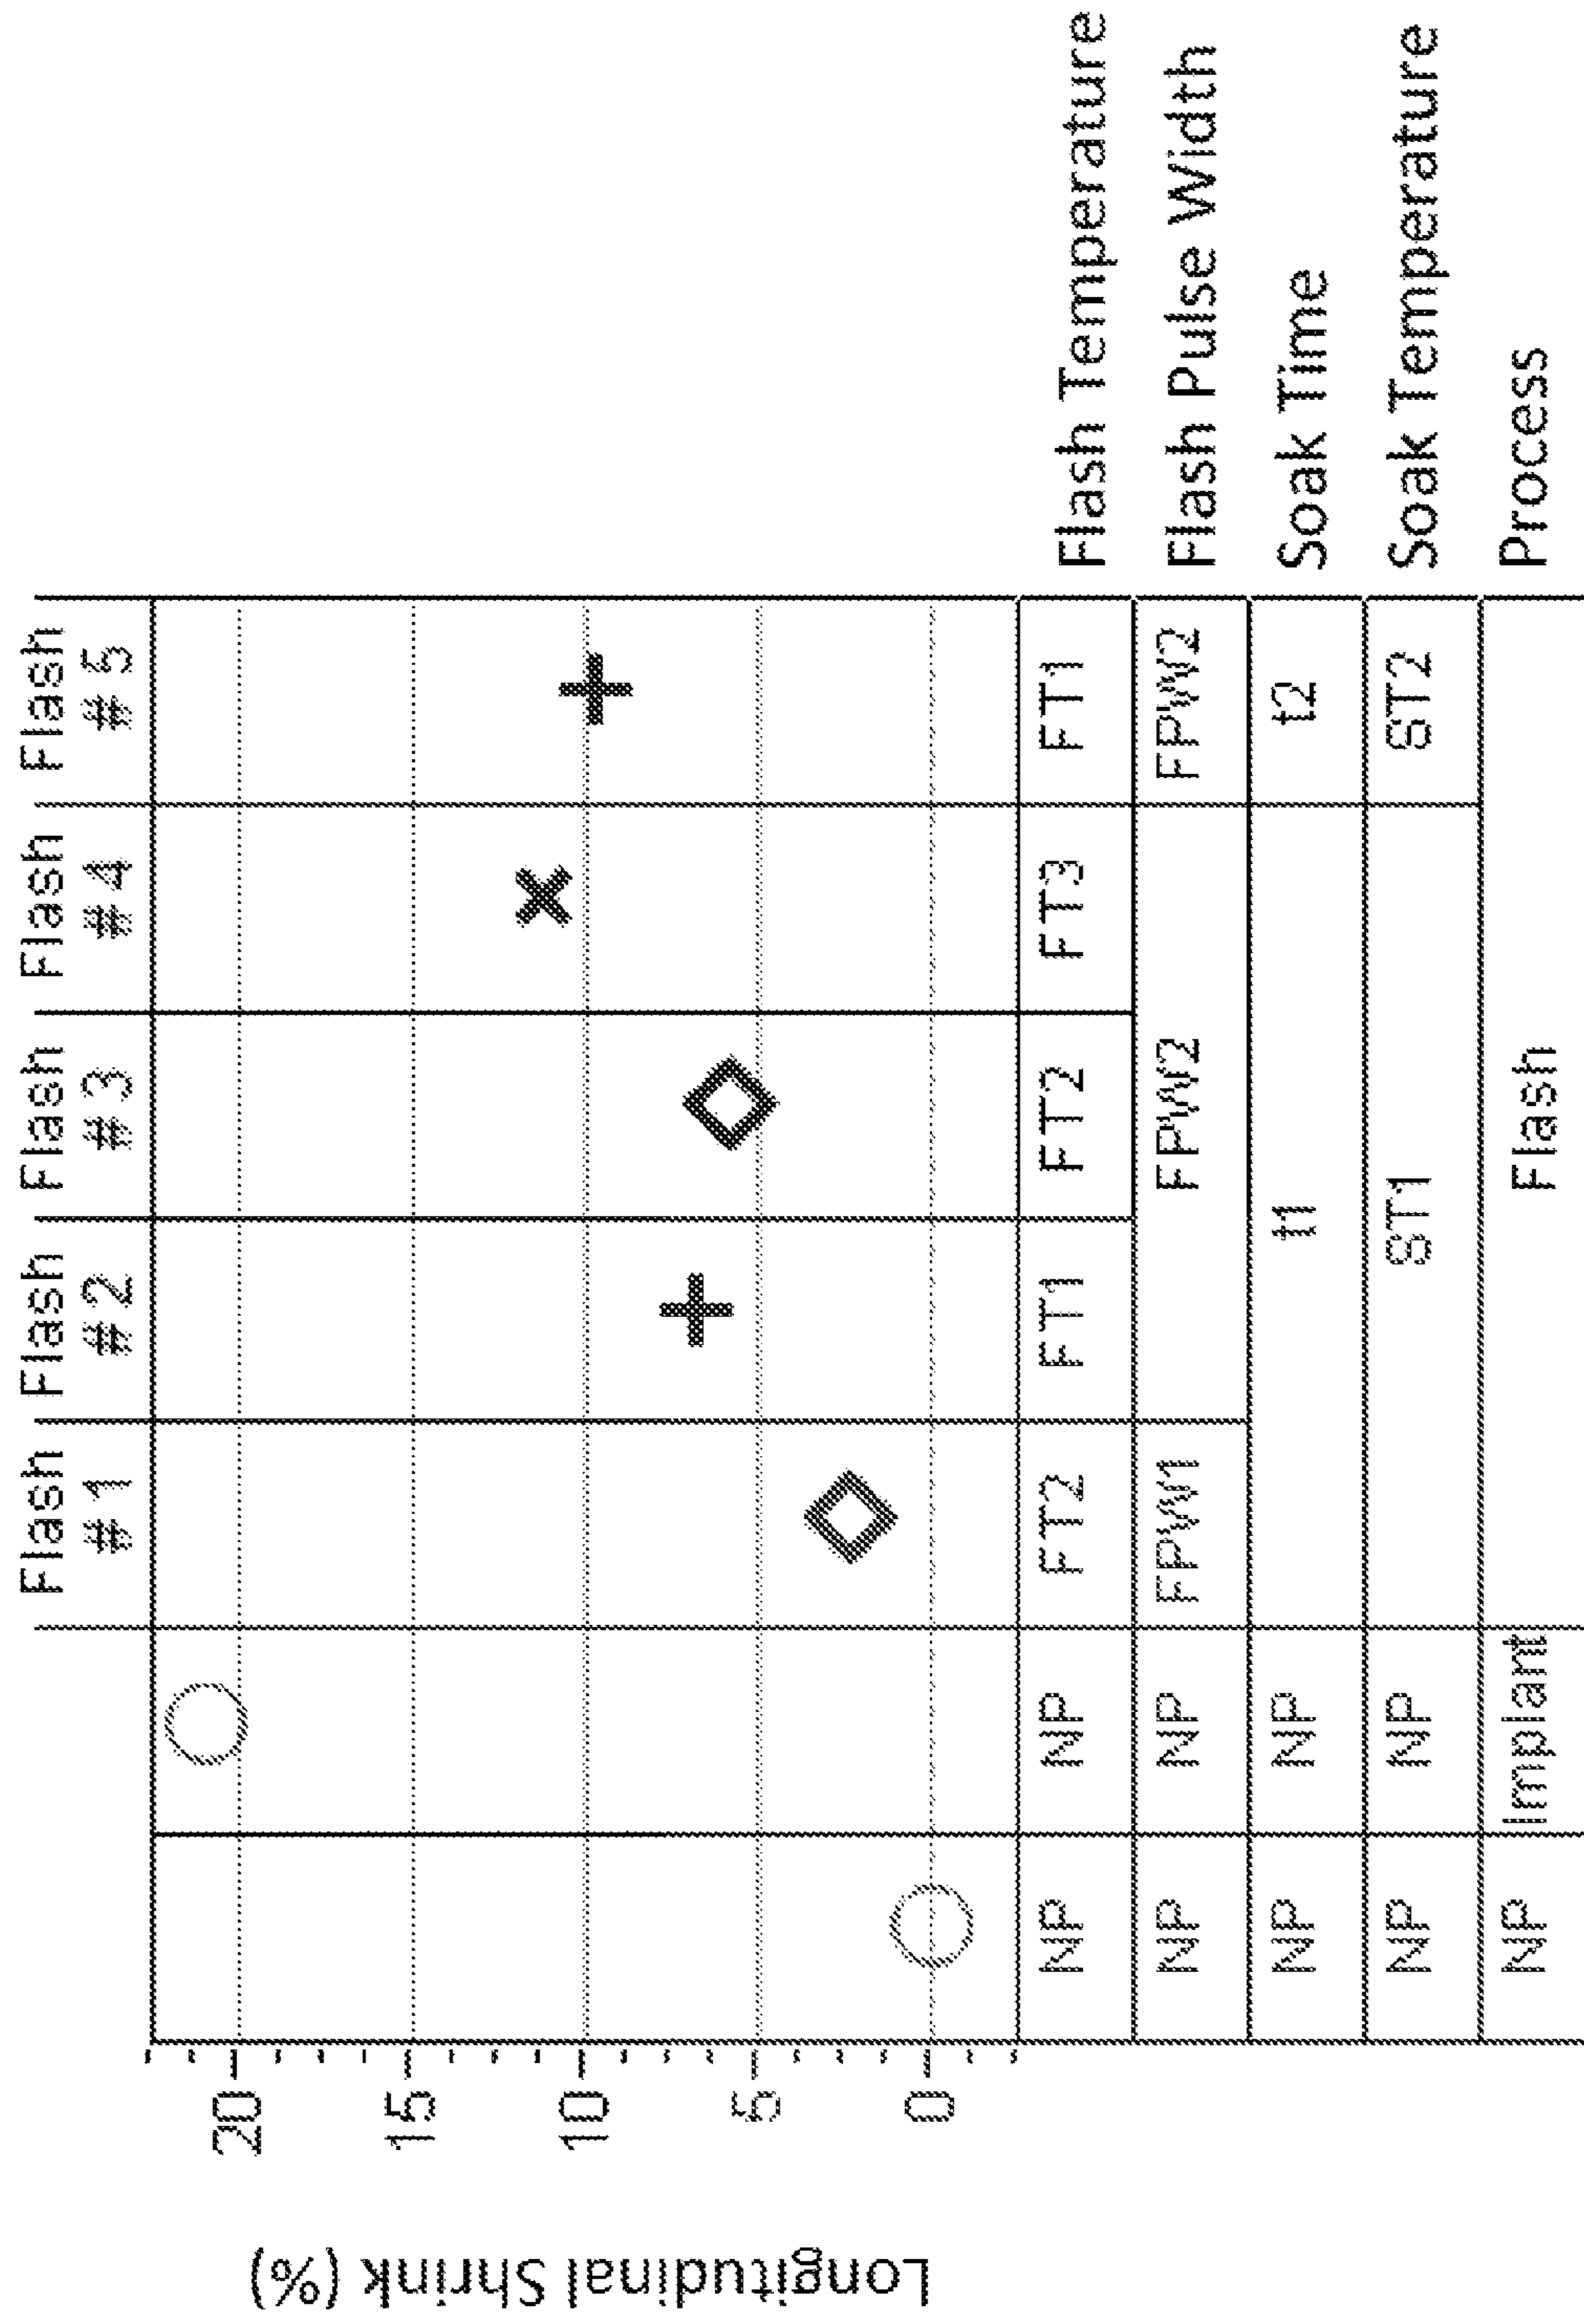 Flash Flash Flash Flash Flash
#1 #2 #3 #4 #5
Longitudinal Shrink (%)
20
15
10
5
0
NP NP FT2 FT1 FT2 FT3 FT1 Flash Temperature
NP NP FPW1 FPW2 FPW2 Flash Pulse Width
NP NP t1 t2 Soak Time
NP NP ST1 ST2 Soak Temperature
NP Implant Flash Process